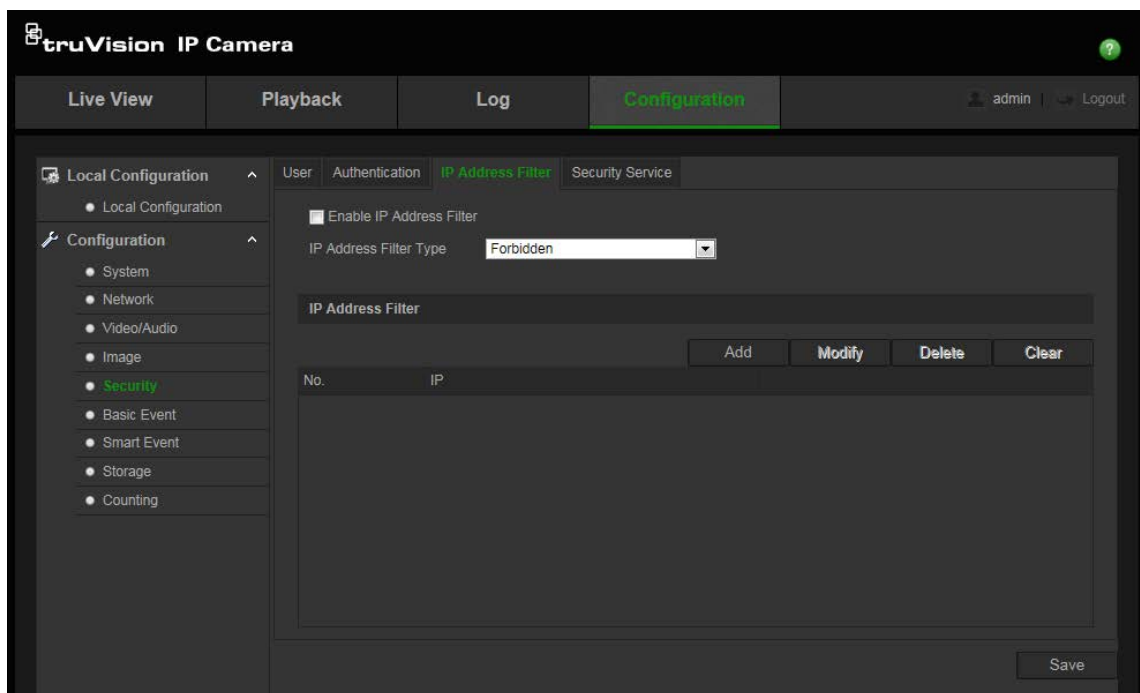 truVision IP Camera
?
Live View Playback Log Configuration admin | Logout
Local Configuration
Local Configuration
Configuration
System
Network
Video/Audio
Image
Security
Basic Event
Smart Event
Storage
Counting
User Authentication IP Address Filter Security Service
Enable IP Address Filter
IP Address Filter Type Forbidden
IP Address Filter
Add Modify Delete Clear
No. IP
Save